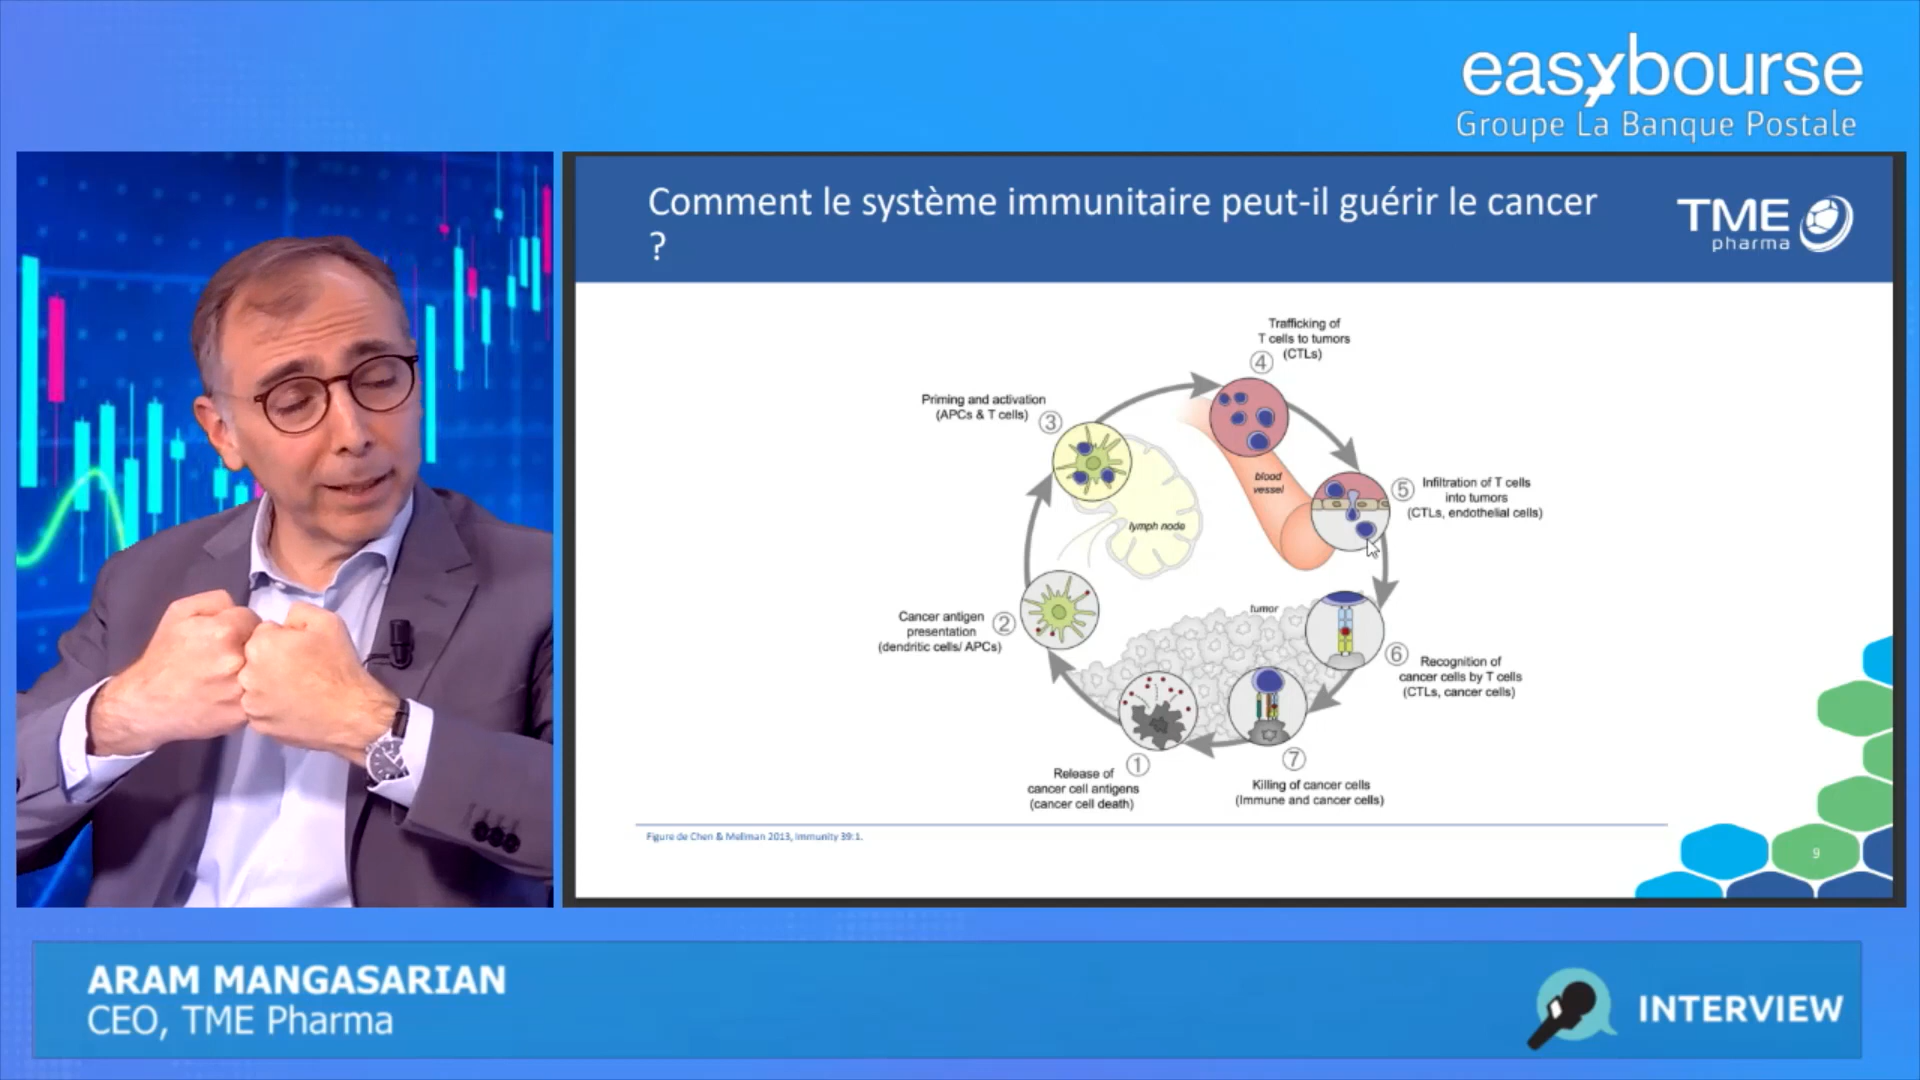 easybourse
Groupe La Banque Postale
Comment le système immunitaire peut-il guérir le cancer
?
TME
pharma
Trafficking of
T cells to tumors
(CTLs)
4
Priming and activation
(APCs & T cells)
3
blood
vessel
5
Infiltration of T cells
into tumors
(CTLs, endothelial cells)
lymph node
Cancer antigen
presentation
(dendritic cells/ APCs)
2
tumor
6
Recognition of
cancer cells by T cells
(CTLs, cancer cells)
1
Release of
cancer cell antigens
(cancer cell death)
7
Killing of cancer cells
(Immune and cancer cells)
Figure de Chen & Mellman 2013, Immunity 39:1.
9
ARAM MANGASARIAN
CEO, TME Pharma
INTERVIEW